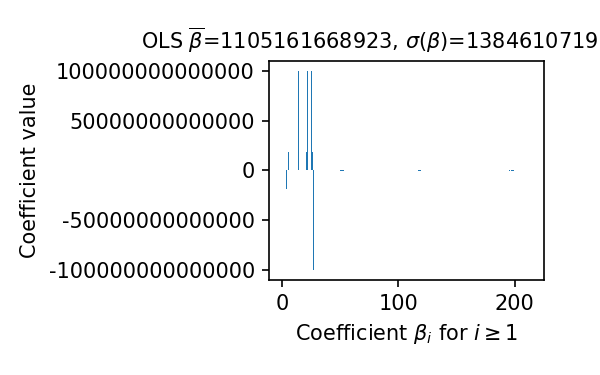 OLS β̅=1105161668923, σ(β)=1384610719
100000000000000
50000000000000
0
-50000000000000
-100000000000000
Coefficient value
0 100 200
Coefficient βᵢ for i ≥ 1